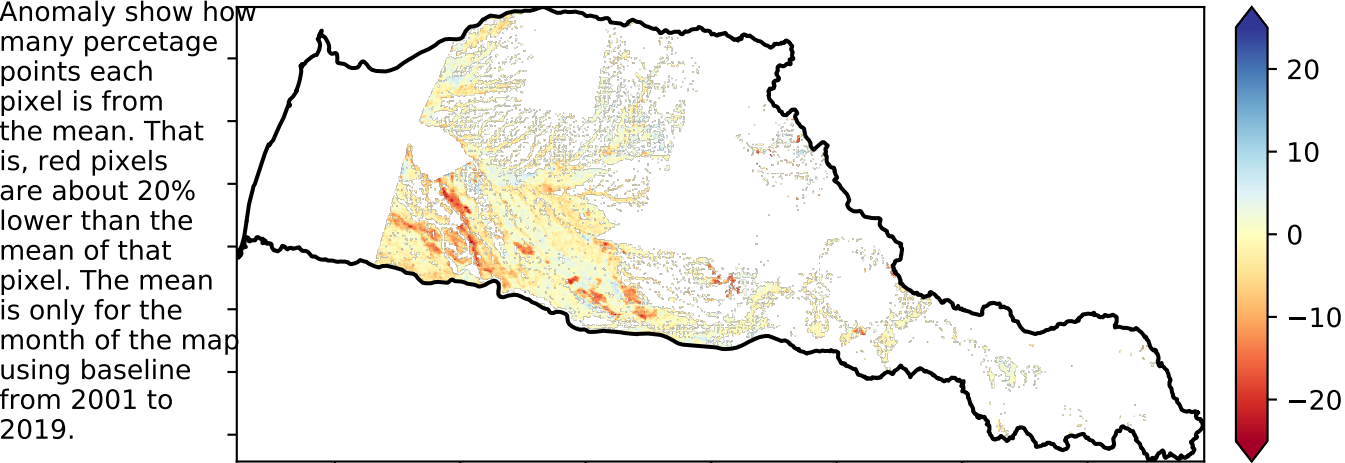 Anomaly show how
many percetage
points each
pixel is from
the mean. That
is, red pixels
are about 20%
lower than the
mean of that
pixel. The mean
is only for the
month of the map
using baseline
from 2001 to
2019.
20
10
0
−10
−20